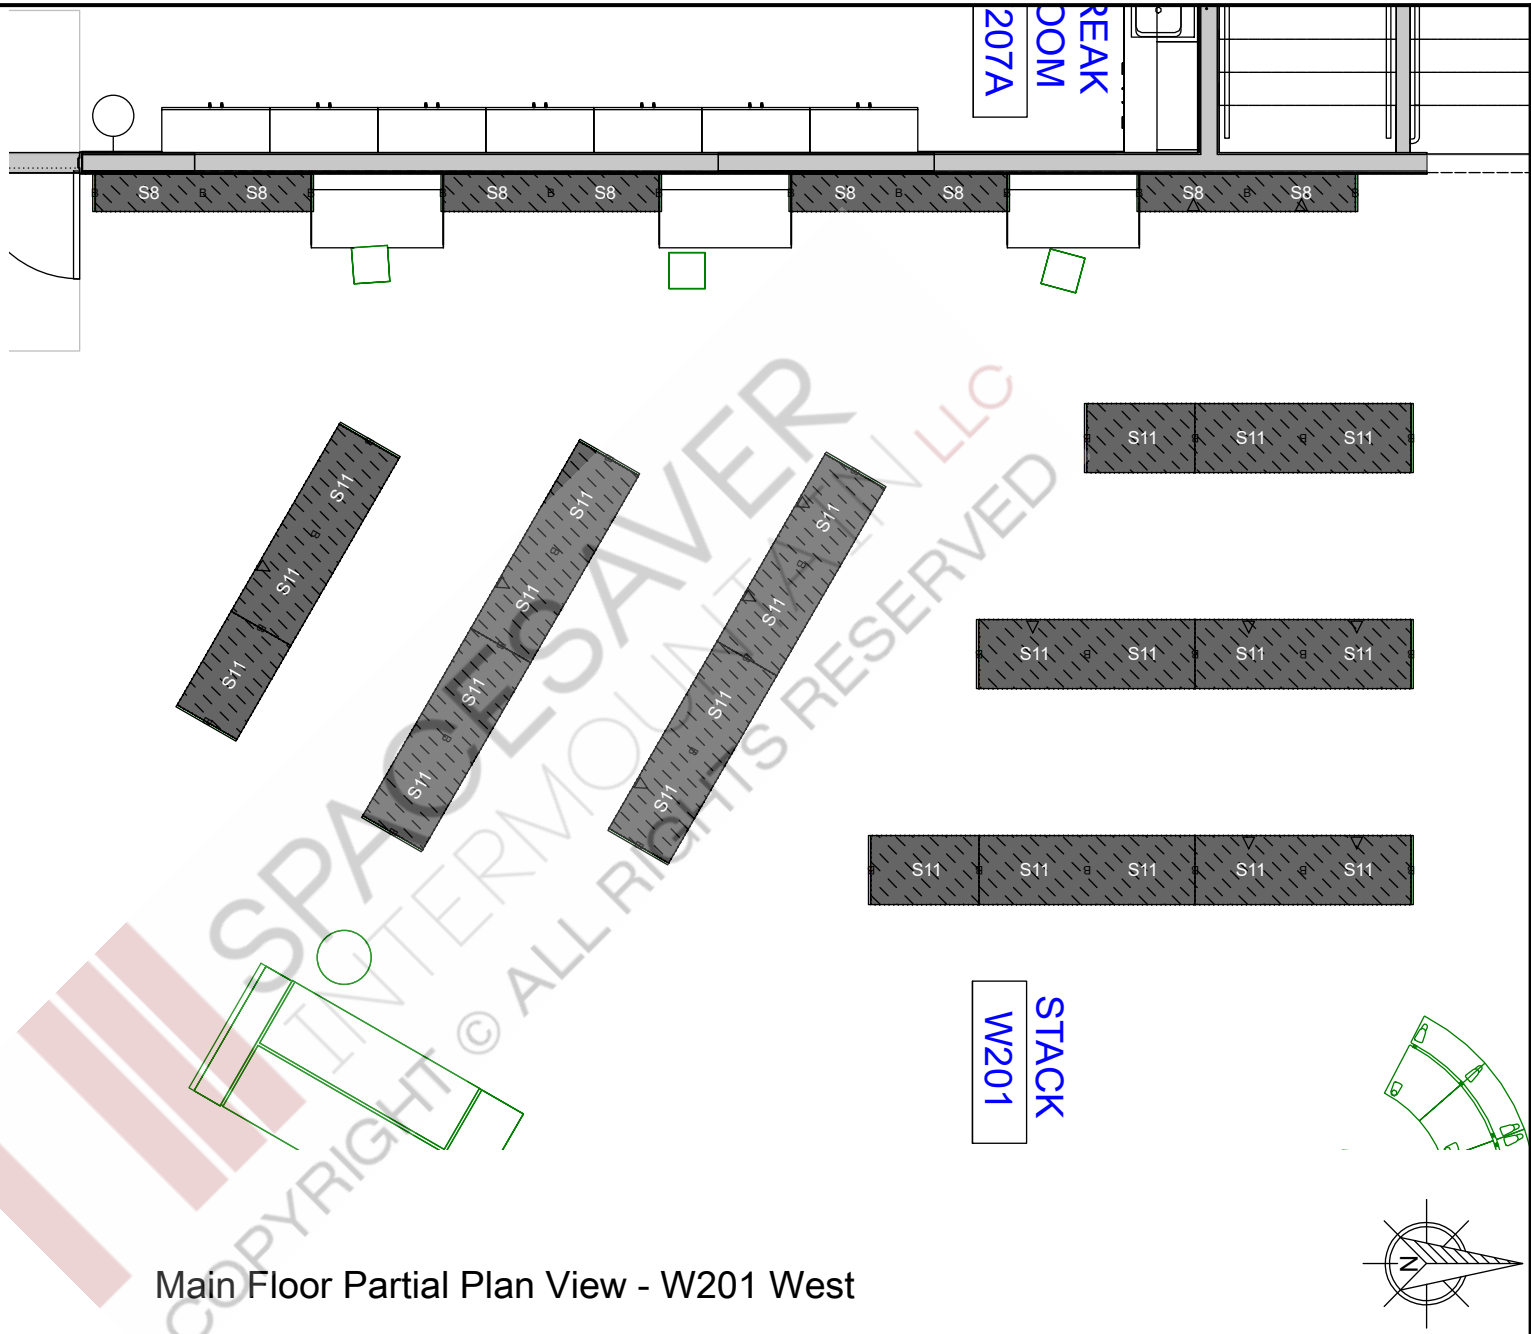 REAK
OOM
207A
S8 B S8 B S8 B S8 B S8 B S8 B S8 B S8
S11 S11 S11
S11 S11 S11
S11 S11 S11 S11
S11 S11 S11 S11
S11 S11 S11 S11
S11 S11 S11 S11 S11
STACK
W201
SPACESAVER
INTERMOUNTAIN LLC
COPYRIGHT © ALL RIGHTS RESERVED
N
Main Floor Partial Plan View - W201 West